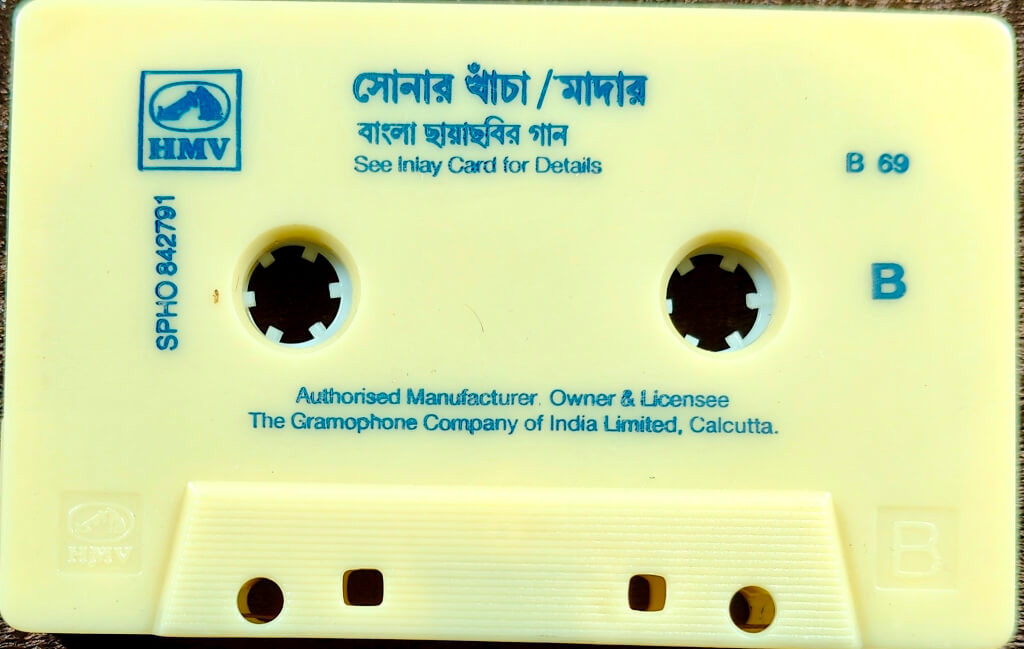 HMV
সোনার খাঁচা / মাদার
বাংলা ছায়াছবির গান
See Inlay Card for Details
B 69
SPHO 842791
B
Authorised Manufacturer. Owner & Licensee
The Gramophone Company of India Limited, Calcutta.
HMV
B